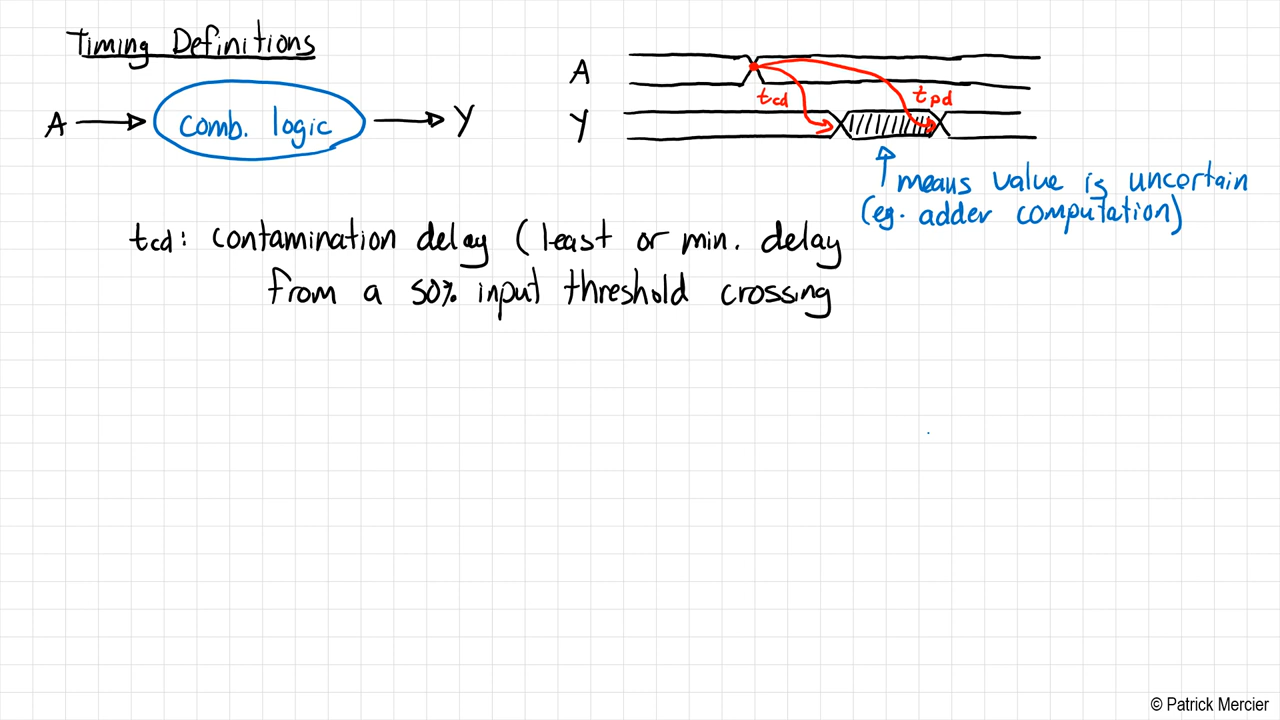 Timing Definitions
A
comb. logic
Y
A
Y
tcd
tpd
means value is uncertain
(eg. adder computation)
tcd: contamination delay (least or min. delay
from a 50% input threshold crossing
© Patrick Mercier